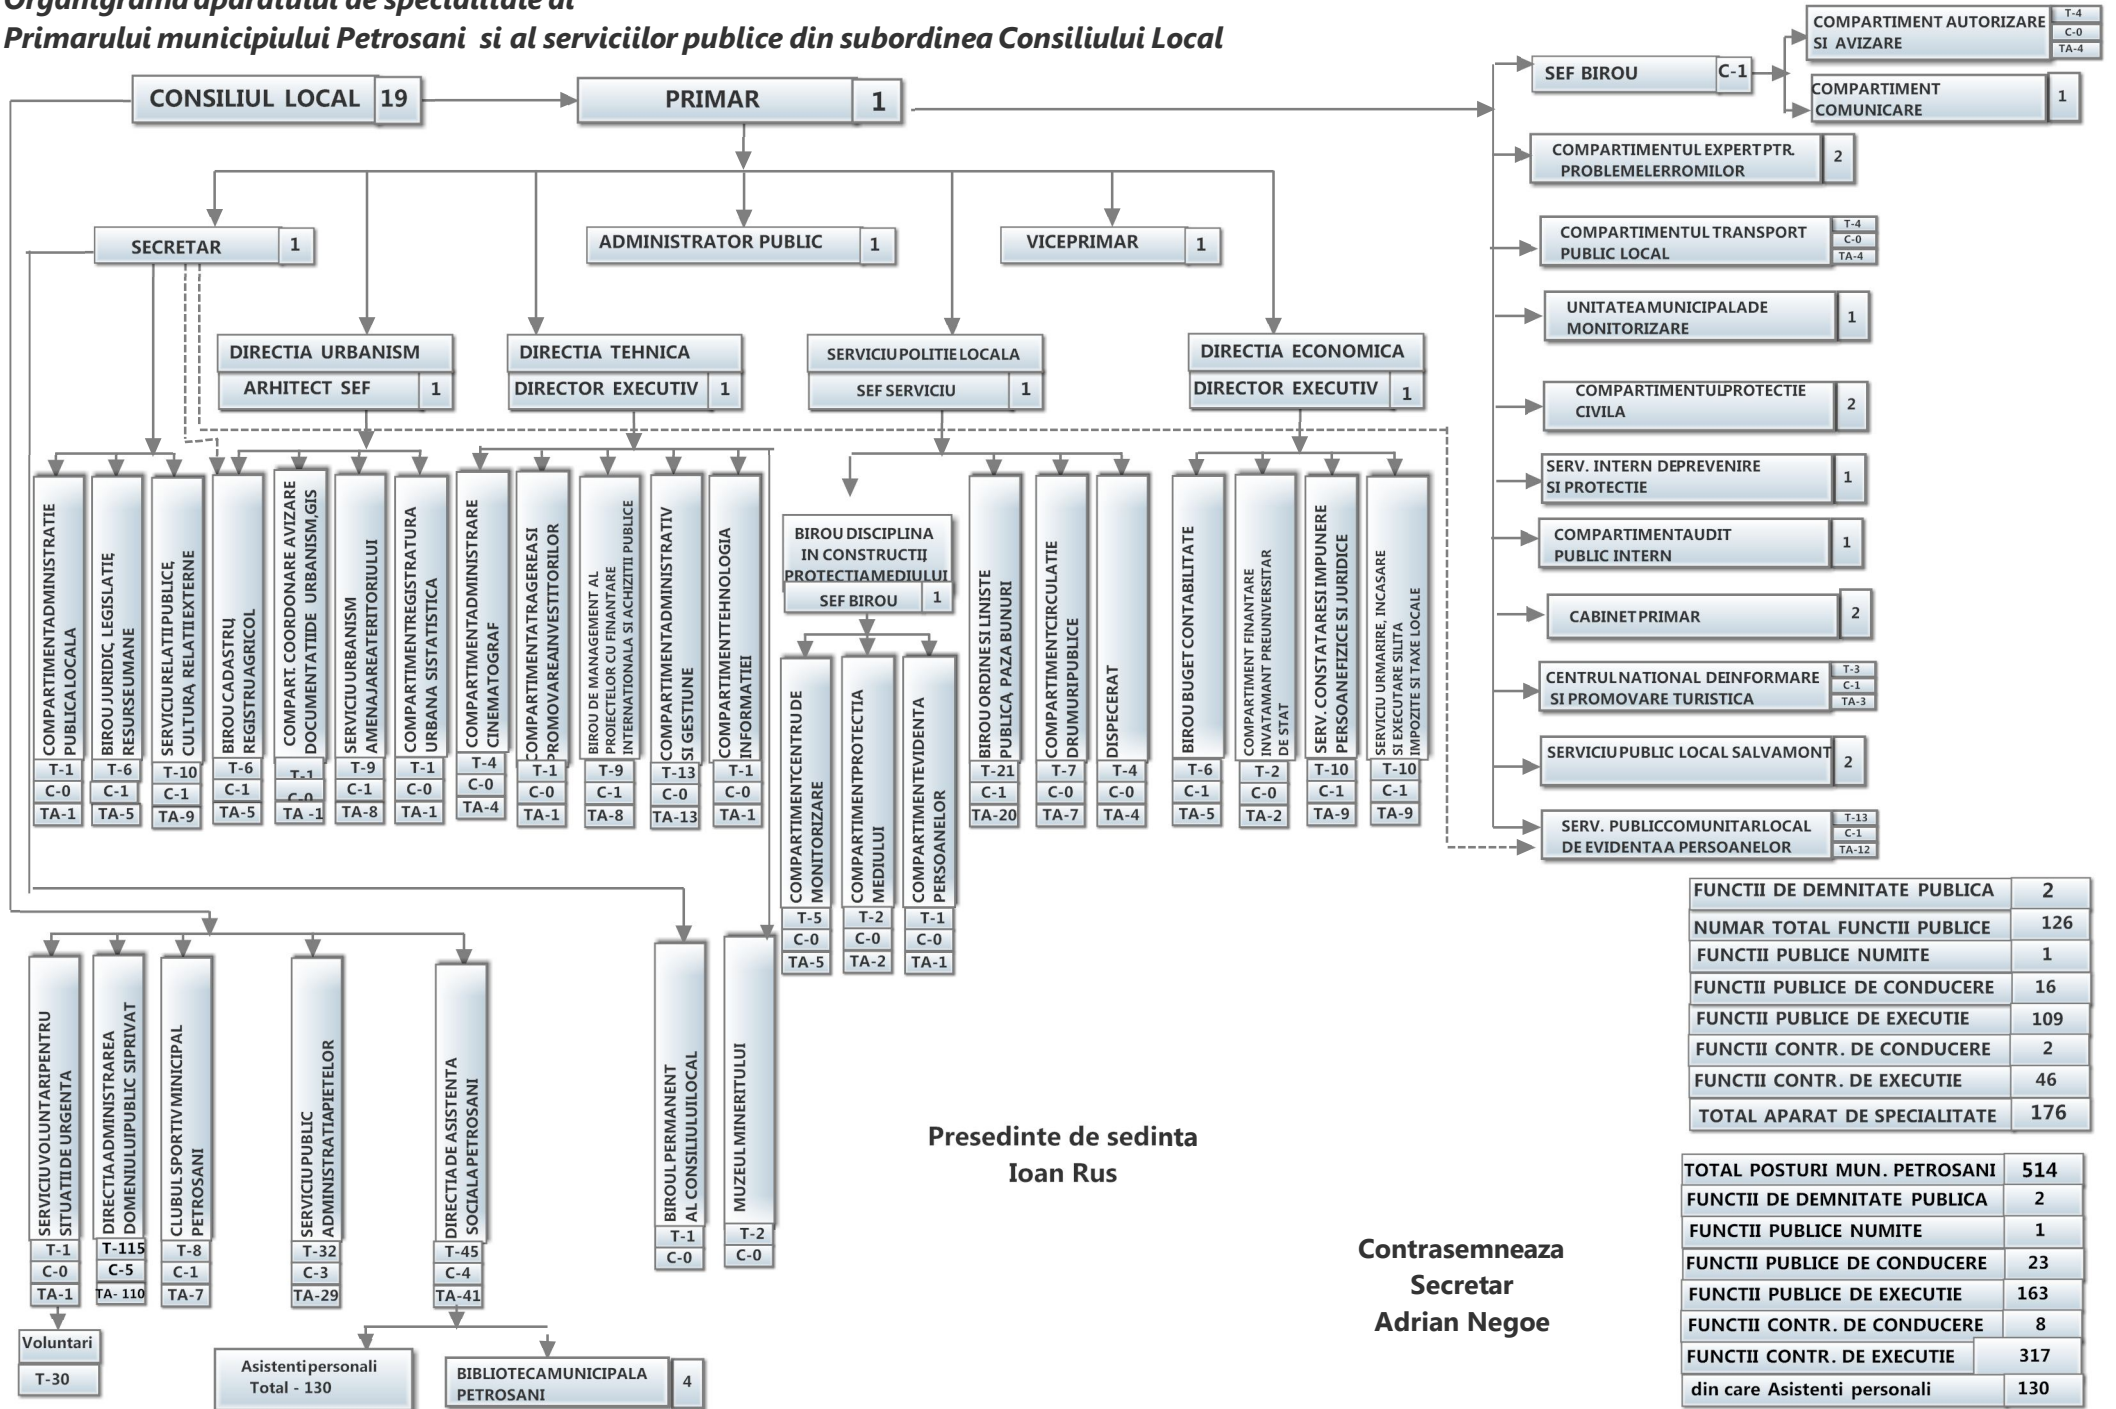 Organigrama aparatului de specialitate al
Primarului municipiului Petrosani si al serviciilor publice din subordinea Consiliului Local
CONSILIUL LOCAL 19
PRIMAR 1
SEF BIROU C-1
COMPARTIMENT AUTORIZARE
SI AVIZARE
T-4
C-0
TA-4
COMPARTIMENT
COMUNICARE
1
COMPARTIMENTUL EXPERT PTR.
PROBLEMELE RROMILOR
2
COMPARTIMENTUL TRANSPORT
PUBLIC LOCAL
T-4
C-0
TA-4
UNITATEA MUNICIPALA DE
MONITORIZARE
1
COMPARTIMENTUL PROTECTIE
CIVILA
2
SERV. INTERN DE PREVENIRE
SI PROTECTIE
1
COMPARTIMENT AUDIT
PUBLIC INTERN
1
CABINET PRIMAR 2
CENTRUL NATIONAL DE INFORMARE
SI PROMOVARE TURISTICA
T-3
C-1
TA-3
SERVICIU PUBLIC LOCAL SALVAMONT
2
SERV. PUBLIC COMUNITAR LOCAL
DE EVIDENTA A PERSOANELOR
T-13
C-1
TA-12
SECRETAR 1
ADMINISTRATOR PUBLIC 1
VICEPRIMAR 1
DIRECTIA URBANISM
ARHITECT SEF 1
DIRECTIA TEHNICA
DIRECTOR EXECUTIV 1
SERVICIU POLITIE LOCALA
SEF SERVICIU 1
DIRECTIA ECONOMICA
DIRECTOR EXECUTIV 1
COMPARTIMENT ADMINISTRATIE
PUBLICA LOCALA
T-1
C-0
TA-1
BIROU JURIDIC, LEGISLATIE,
RESURSE UMANE
T-6
C-1
TA-5
SERVICIU RELATII PUBLICE,
CULTURA, RELATII EXTERNE
T-10
C-1
TA-9
BIROU CADASTRU,
REGISTRU AGRICOL
T-6
C-1
TA-5
COMPART. COORDONARE AVIZARE
DOCUMENTATII DE URBANISM,GIS
T-1
C-0
TA -1
SERVICIU URBANISM
AMENAJAREA TERITORIULUI
T-9
C-1
TA-8
COMPARTIMENT REGISTRATURA
URBANA SI STATISTICA
T-1
C-0
TA-1
COMPARTIMENT ADMINISTRARE
CINEMATOGRAF
T-4
C-0
TA-4
COMPARTIMENT ATRAGEREA SI
PROMOVAREA INVESTITORILOR
T-1
C-0
TA-1
BIROU DE MANAGEMENT AL
PROIECTELOR CU FINANTARE
INTERNATIONALA SI ACHIZITII PUBLICE
T-9
C-1
TA-8
COMPARTIMENT ADMINISTRATIV
SI GESTIUNE
T-13
C-0
TA-13
COMPARTIMENT TEHNOLOGIA
INFORMATIEI
T-1
C-0
TA-1
BIROU DISCIPLINA
IN CONSTRUCTII,
PROTECTIA MEDIULUI
SEF BIROU 1
COMPARTIMENT CENTRU DE
MONITORIZARE
T-5
C-0
TA-5
COMPARTIMENT PROTECTIA
MEDIULUI
T-2
C-0
TA-2
COMPARTIMENT EVIDENTA
PERSOANELOR
T-1
C-0
TA-1
BIROU ORDINE SI LINISTE
PUBLICA, PAZA BUNURI
T-21
C-1
TA-20
COMPARTIMENT CIRCULATIE
DRUMURI PUBLICE
T-7
C-0
TA-7
DISPECERAT
T-4
C-0
TA-4
BIROU BUGET CONTABILITATE
T-6
C-1
TA-5
COMPARTIMENT FINANTARE
INVATAMANT PREUNIVERSITAR
DE STAT
T-2
C-0
TA-2
SERV. CONSTATARE SI IMPUNERE
PERSOANE FIZICE SI JURIDICE
T-10
C-1
TA-9
SERVICIU URMARIRE, INCASARE
SI EXECUTARE SILITA
IMPOZITE SI TAXE LOCALE
T-10
C-1
TA-9
SERVICIU VOLUNTAR PENTRU
SITUATII DE URGENTA
T-1
C-0
TA-1
Voluntari
T-30
DIRECTIA ADMINISTRAREA
DOMENIULUI PUBLIC SI PRIVAT
T-115
C-5
TA- 110
CLUBUL SPORTIV MINICIPAL
PETROSANI
T-8
C-1
TA-7
SERVICIU PUBLIC
ADMINISTRATIA PIETELOR
T-32
C-3
TA-29
DIRECTIA DE ASISTENTA
SOCIALA PETROSANI
T-45
C-4
TA-41
Asistenti personali
Total - 130
BIBLIOTECA MUNICIPALA
PETROSANI
4
BIROUL PERMANENT
AL CONSILIULUI LOCAL
T-1
C-0
MUZEUL MINERITULUI
T-2
C-0
Presedinte de sedinta
Ioan Rus
Contrasemneaza
Secretar
Adrian Negoe
FUNCTII DE DEMNITATE PUBLICA 2
NUMAR TOTAL FUNCTII PUBLICE 126
FUNCTII PUBLICE NUMITE 1
FUNCTII PUBLICE DE CONDUCERE 16
FUNCTII PUBLICE DE EXECUTIE 109
FUNCTII CONTR. DE CONDUCERE 2
FUNCTII CONTR. DE EXECUTIE 46
TOTAL APARAT DE SPECIALITATE 176
TOTAL POSTURI MUN. PETROSANI 514
FUNCTII DE DEMNITATE PUBLICA 2
FUNCTII PUBLICE NUMITE 1
FUNCTII PUBLICE DE CONDUCERE 23
FUNCTII PUBLICE DE EXECUTIE 163
FUNCTII CONTR. DE CONDUCERE 8
FUNCTII CONTR. DE EXECUTIE 317
din care Asistenti personali 130